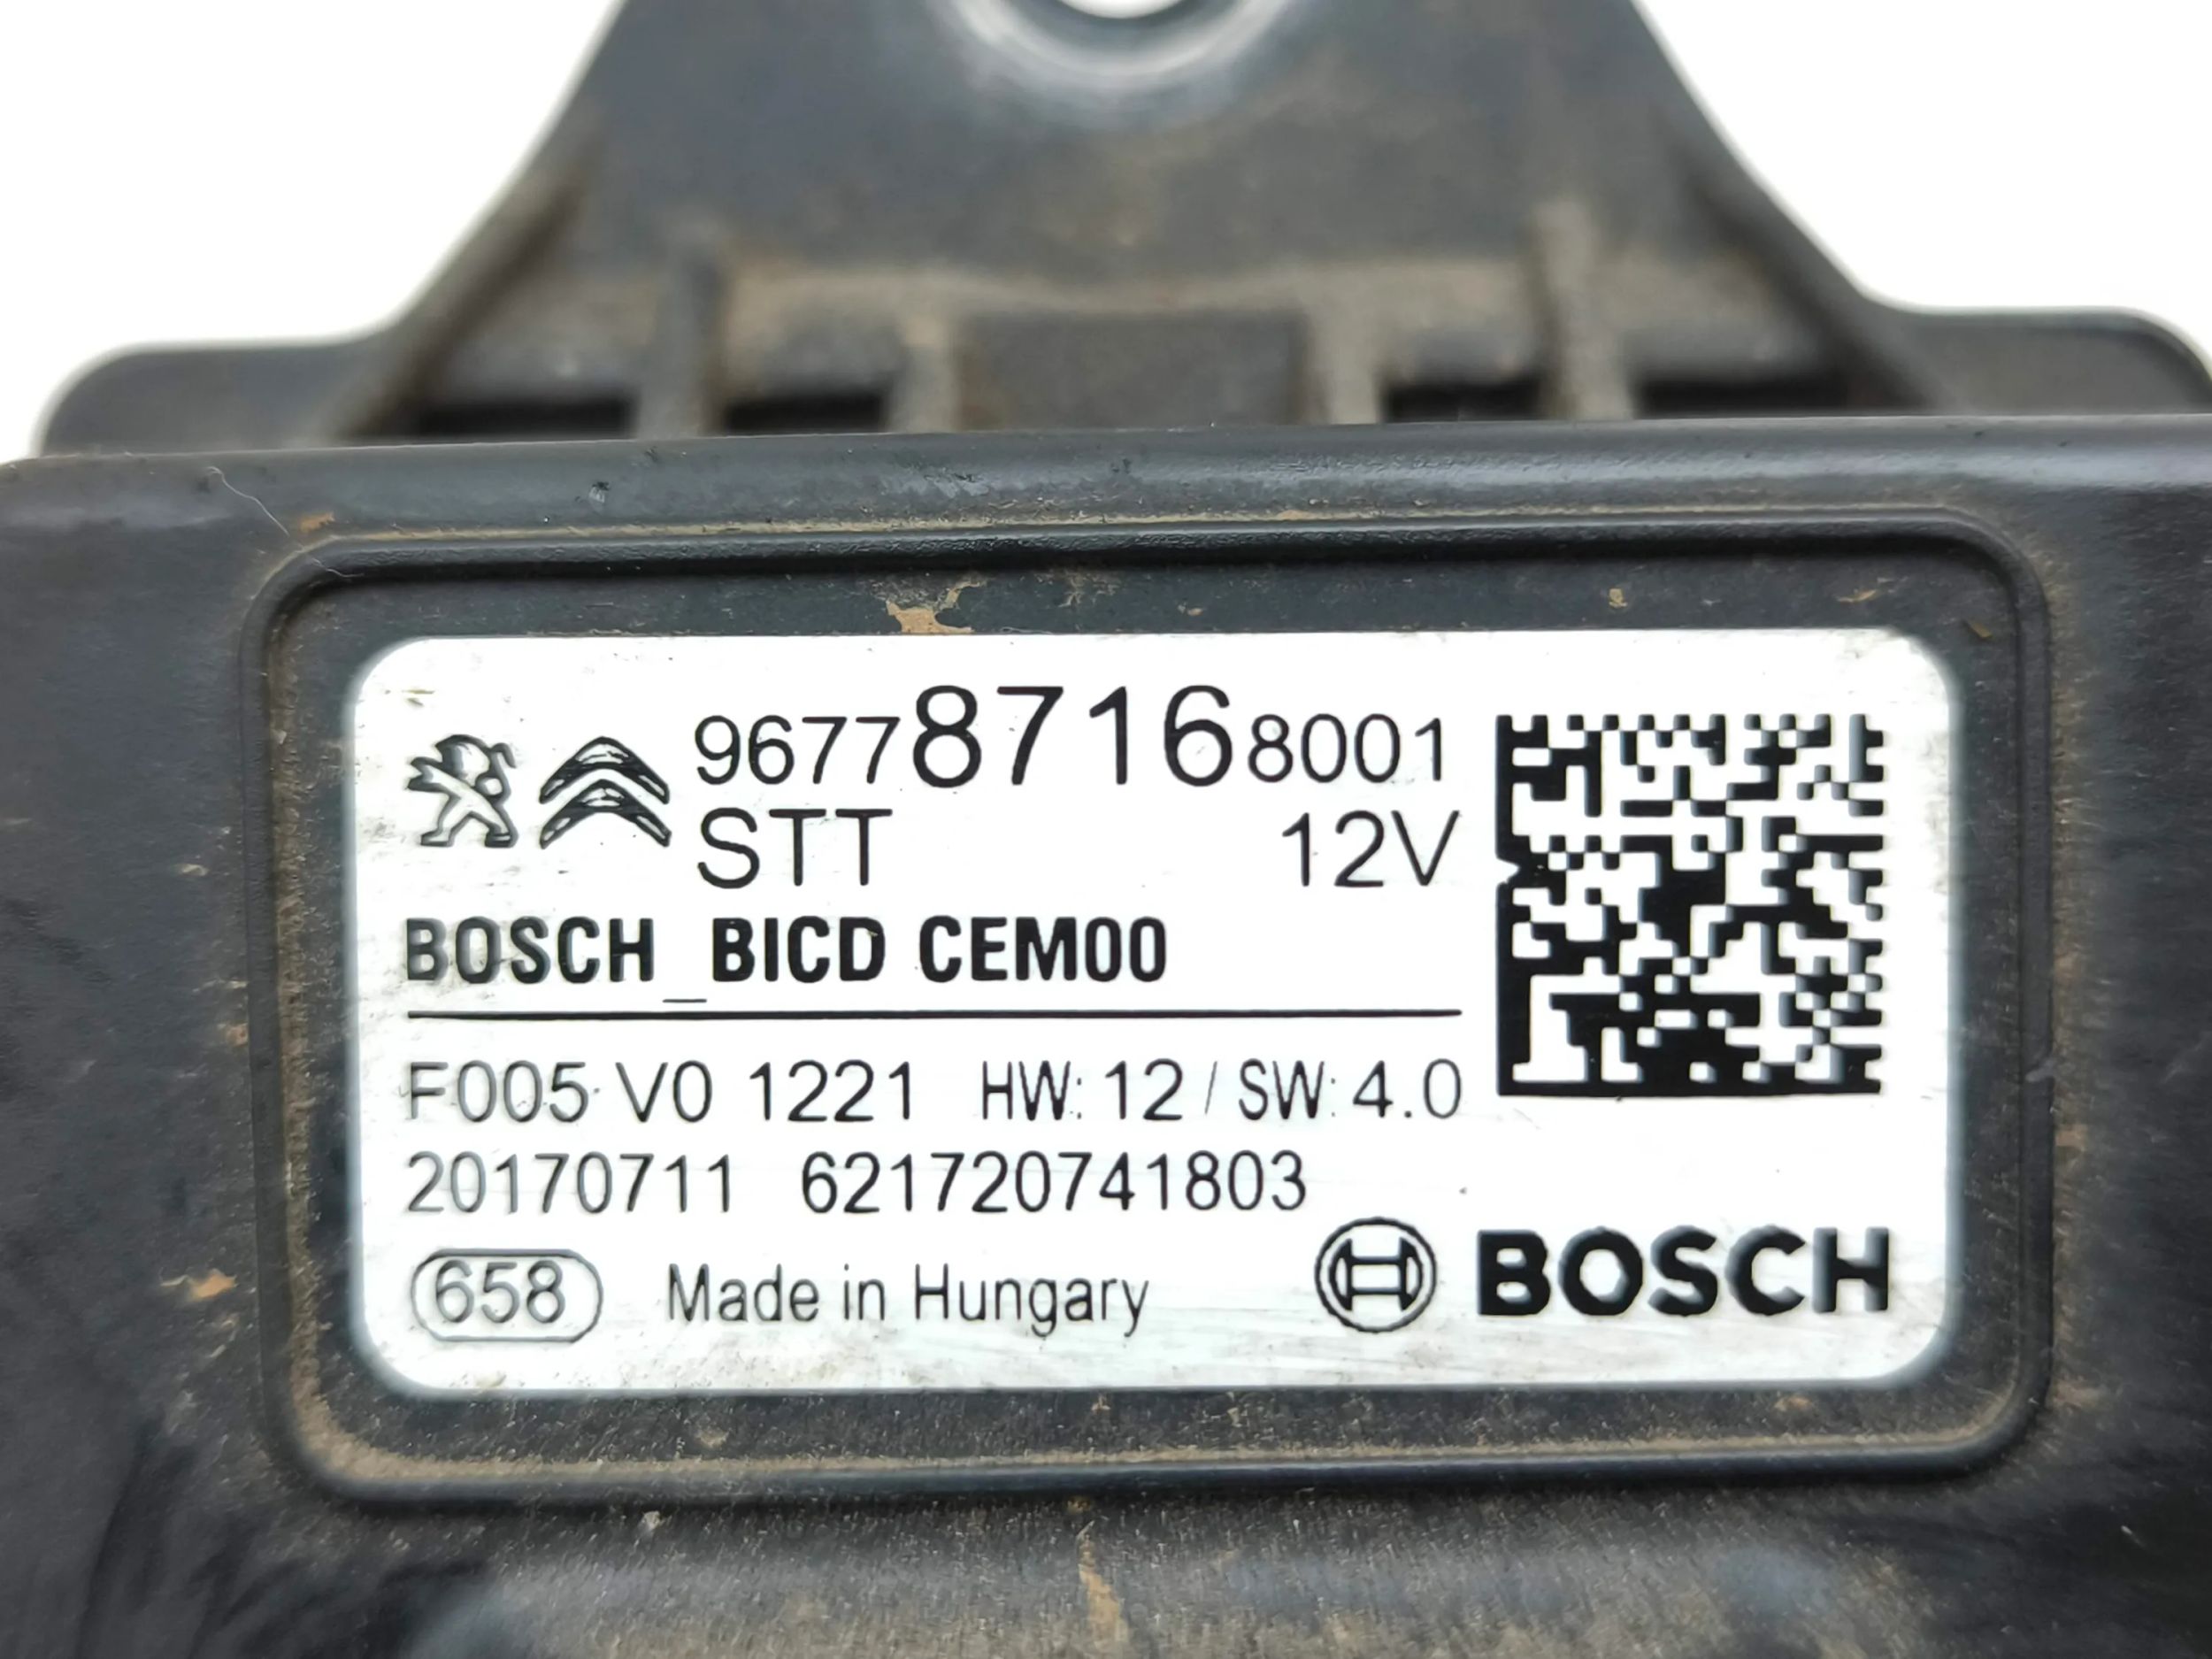 96778716 8001
STT 12V
BOSCH_BICD CEM00
F005 V0 1221 HW: 12 / SW: 4.0
20170711 621720741803
658 Made in Hungary BOSCH